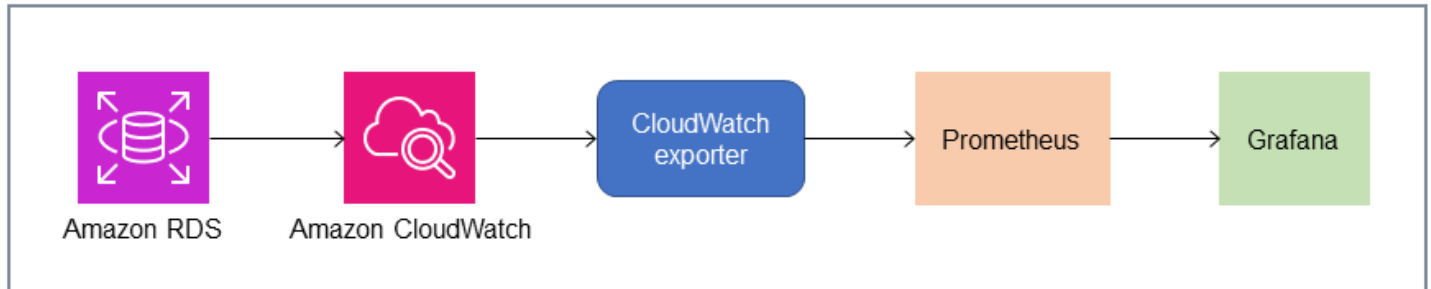 Amazon RDS
Amazon CloudWatch
CloudWatch
exporter
Prometheus
Grafana